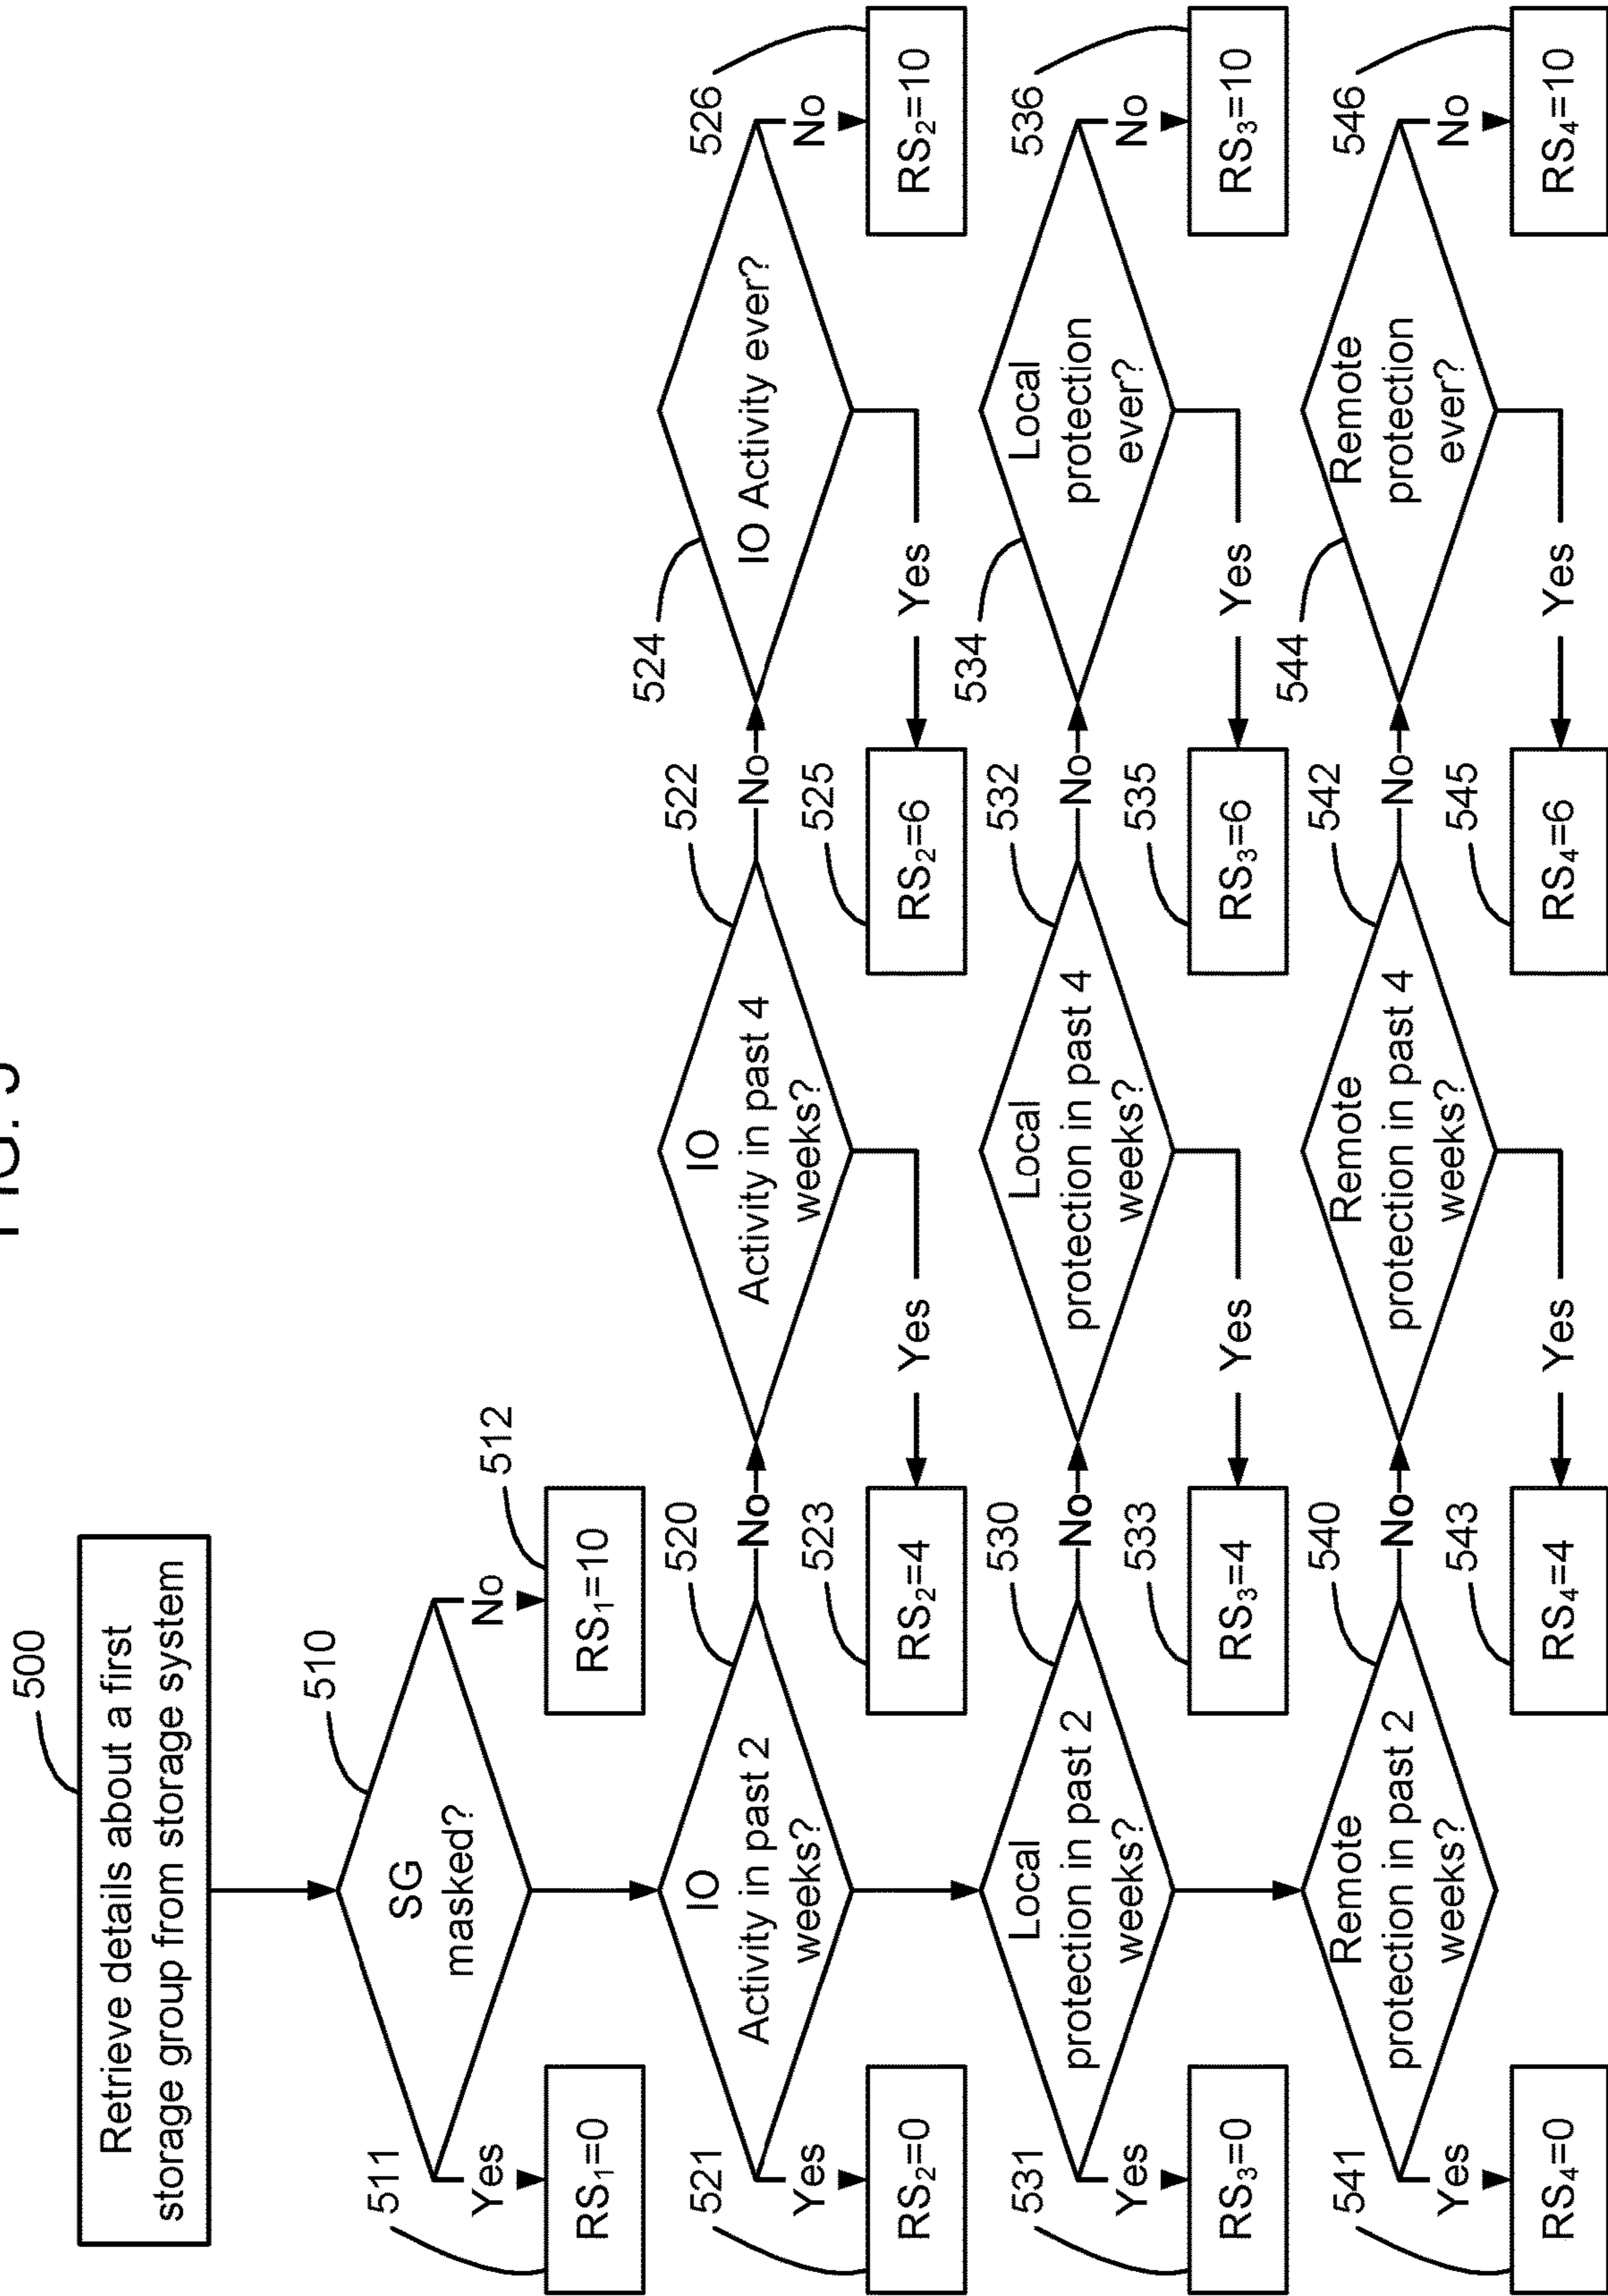 FIG.
500
Retrieve details about a first
storage group from storage system
510
SG
masked?
511
Yes
RS₁=0
No
512
RS₁=10
520
IO
Activity in past 2
weeks?
521
Yes
RS₂=0
No
522
IO
Activity in past 4
weeks?
523
Yes
RS₂=4
No
524
IO Activity ever?
525
Yes
RS₂=6
No
526
RS₂=10
530
Local
protection in past 2
weeks?
531
Yes
RS₃=0
No
532
Local
protection in past 4
weeks?
533
Yes
RS₃=4
No
534
Local
protection
ever?
535
Yes
RS₃=6
No
536
RS₃=10
540
Remote
protection in past 2
weeks?
541
Yes
RS₄=0
No
542
Remote
protection in past 4
weeks?
543
Yes
RS₄=4
No
544
Remote
protection
ever?
545
Yes
RS₄=6
No
546
RS₄=10